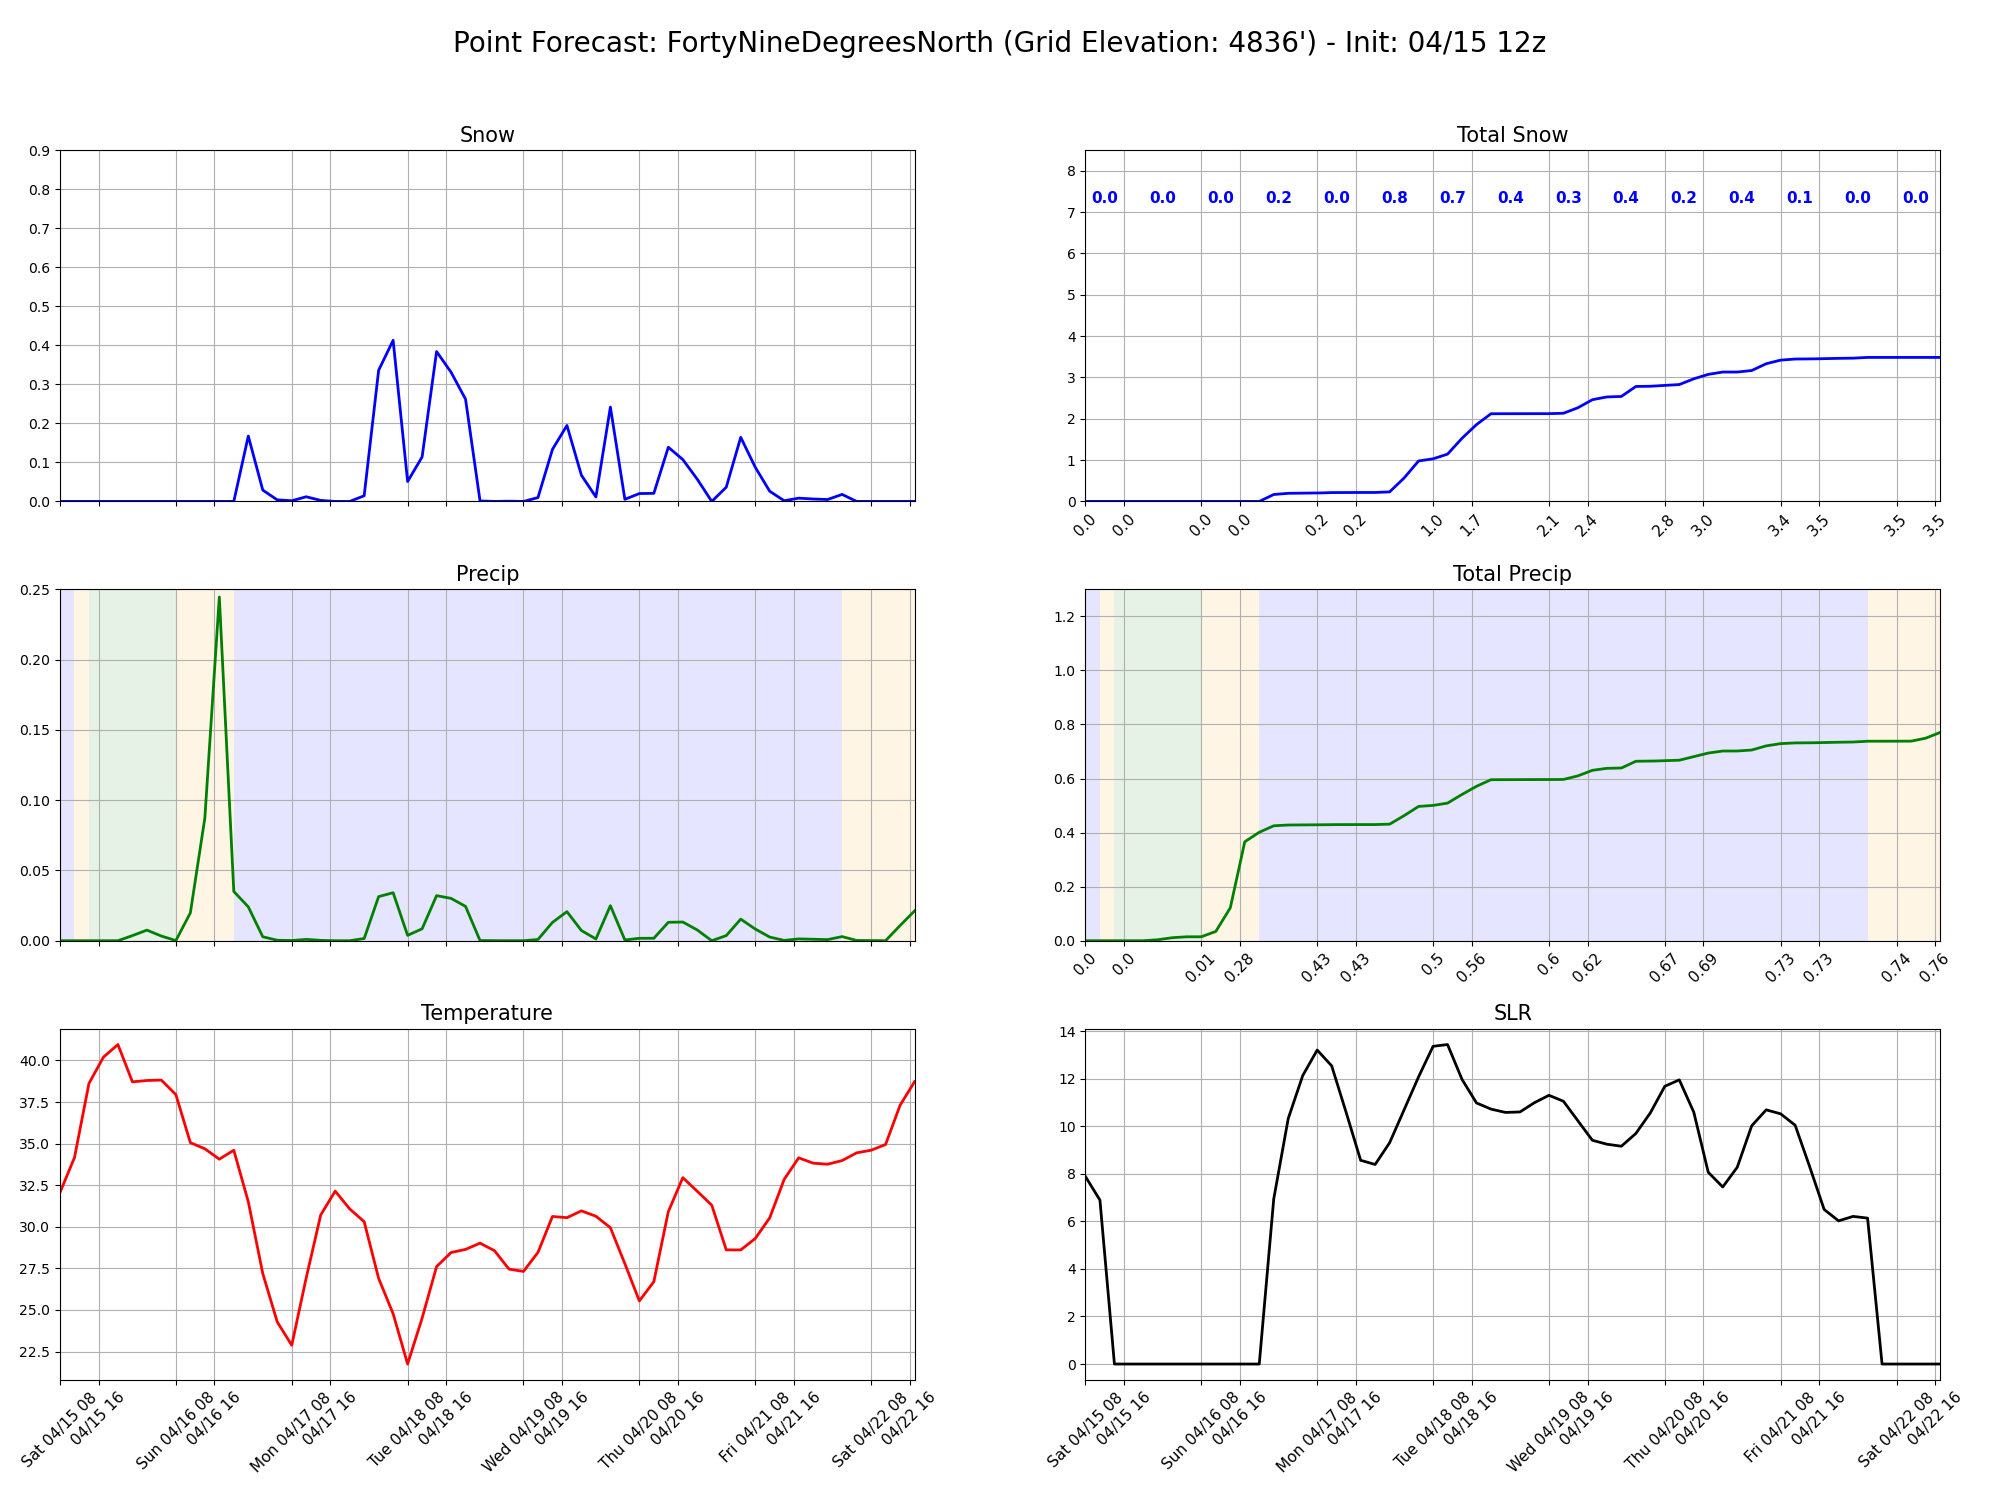 Point Forecast: FortyNineDegreesNorth (Grid Elevation: 4836') - Init: 04/15 12z
Snow
0.9
0.8
0.7
0.6
0.5
0.4
0.3
0.2
0.1
0.0
Total Snow
8
7
6
5
4
3
2
1
0
0.0 0.0 0.0 0.2 0.0 0.8 0.7 0.4 0.3 0.4 0.2 0.4 0.1 0.0 0.0
0.0 0.0 0.0 0.0 0.2 0.2 1.0 1.7 2.1 2.4 2.8 3.0 3.4 3.5 3.5 3.5
Precip
0.25
0.20
0.15
0.10
0.05
0.00
Total Precip
1.2
1.0
0.8
0.6
0.4
0.2
0.0
0.0 0.0 0.01 0.28 0.43 0.43 0.5 0.56 0.6 0.62 0.67 0.69 0.73 0.73 0.74 0.76
Temperature
40.0
37.5
35.0
32.5
30.0
27.5
25.0
22.5
Sat 04/15 08
04/15 16
Sun 04/16 08
04/16 16
Mon 04/17 08
04/17 16
Tue 04/18 08
04/18 16
Wed 04/19 08
04/19 16
Thu 04/20 08
04/20 16
Fri 04/21 08
04/21 16
Sat 04/22 08
04/22 16
SLR
14
12
10
8
6
4
2
0
Sat 04/15 08
04/15 16
Sun 04/16 08
04/16 16
Mon 04/17 08
04/17 16
Tue 04/18 08
04/18 16
Wed 04/19 08
04/19 16
Thu 04/20 08
04/20 16
Fri 04/21 08
04/21 16
Sat 04/22 08
04/22 16